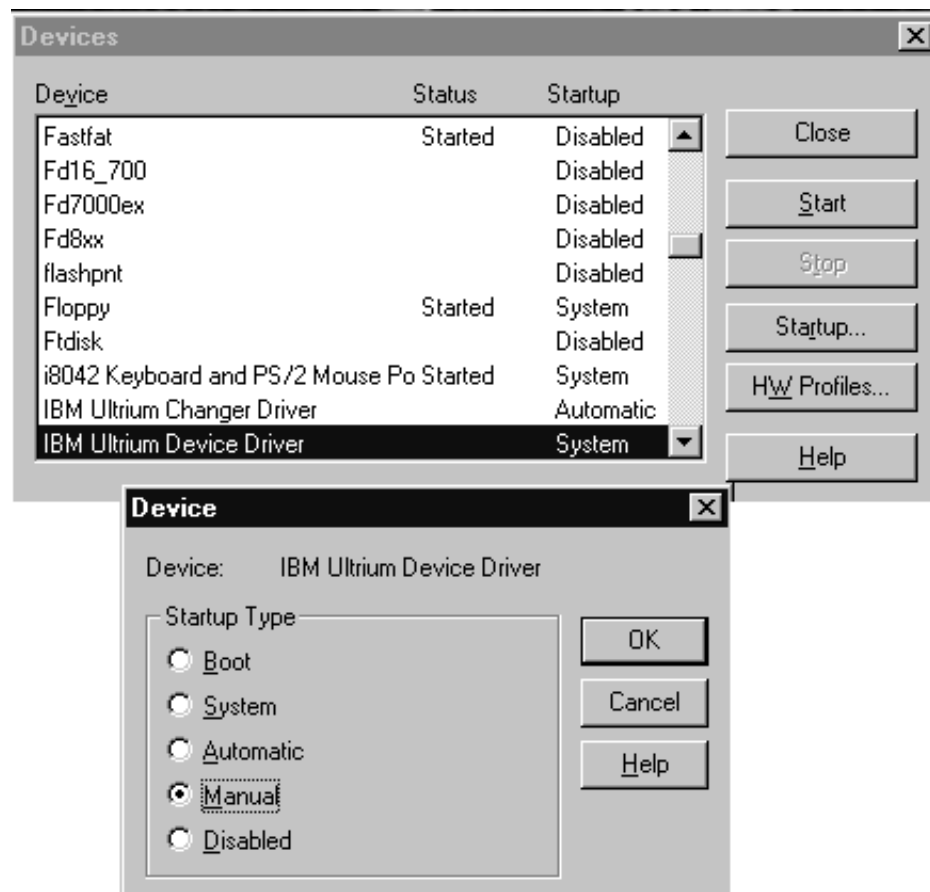 Devices
Device Status Startup
Fastfat Started Disabled
Fd16_700 Disabled
Fd7000ex Disabled
Fd8xx Disabled
flashpnt Disabled
Floppy Started System
Ftdisk Disabled
i8042 Keyboard and PS/2 Mouse Po Started System
IBM Ultrium Changer Driver Automatic
IBM Ultrium Device Driver System
Close
Start
Stop
Startup...
HW Profiles...
Help
Device
Device: IBM Ultrium Device Driver
Startup Type
Boot
System
Automatic
Manual
Disabled
OK
Cancel
Help